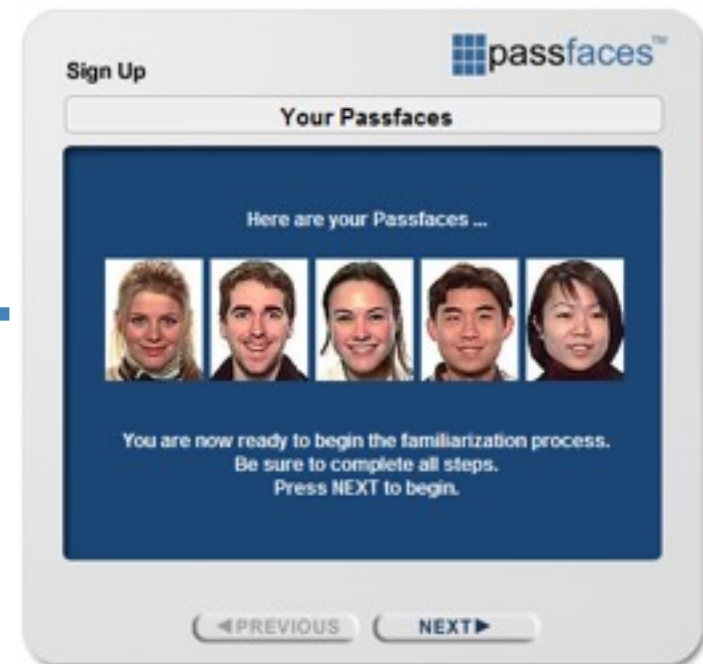 passfaces™
Sign Up
Your Passfaces
Here are your Passfaces ...
You are now ready to begin the familiarization process.
Be sure to complete all steps.
Press NEXT to begin.
◄PREVIOUS
NEXT►